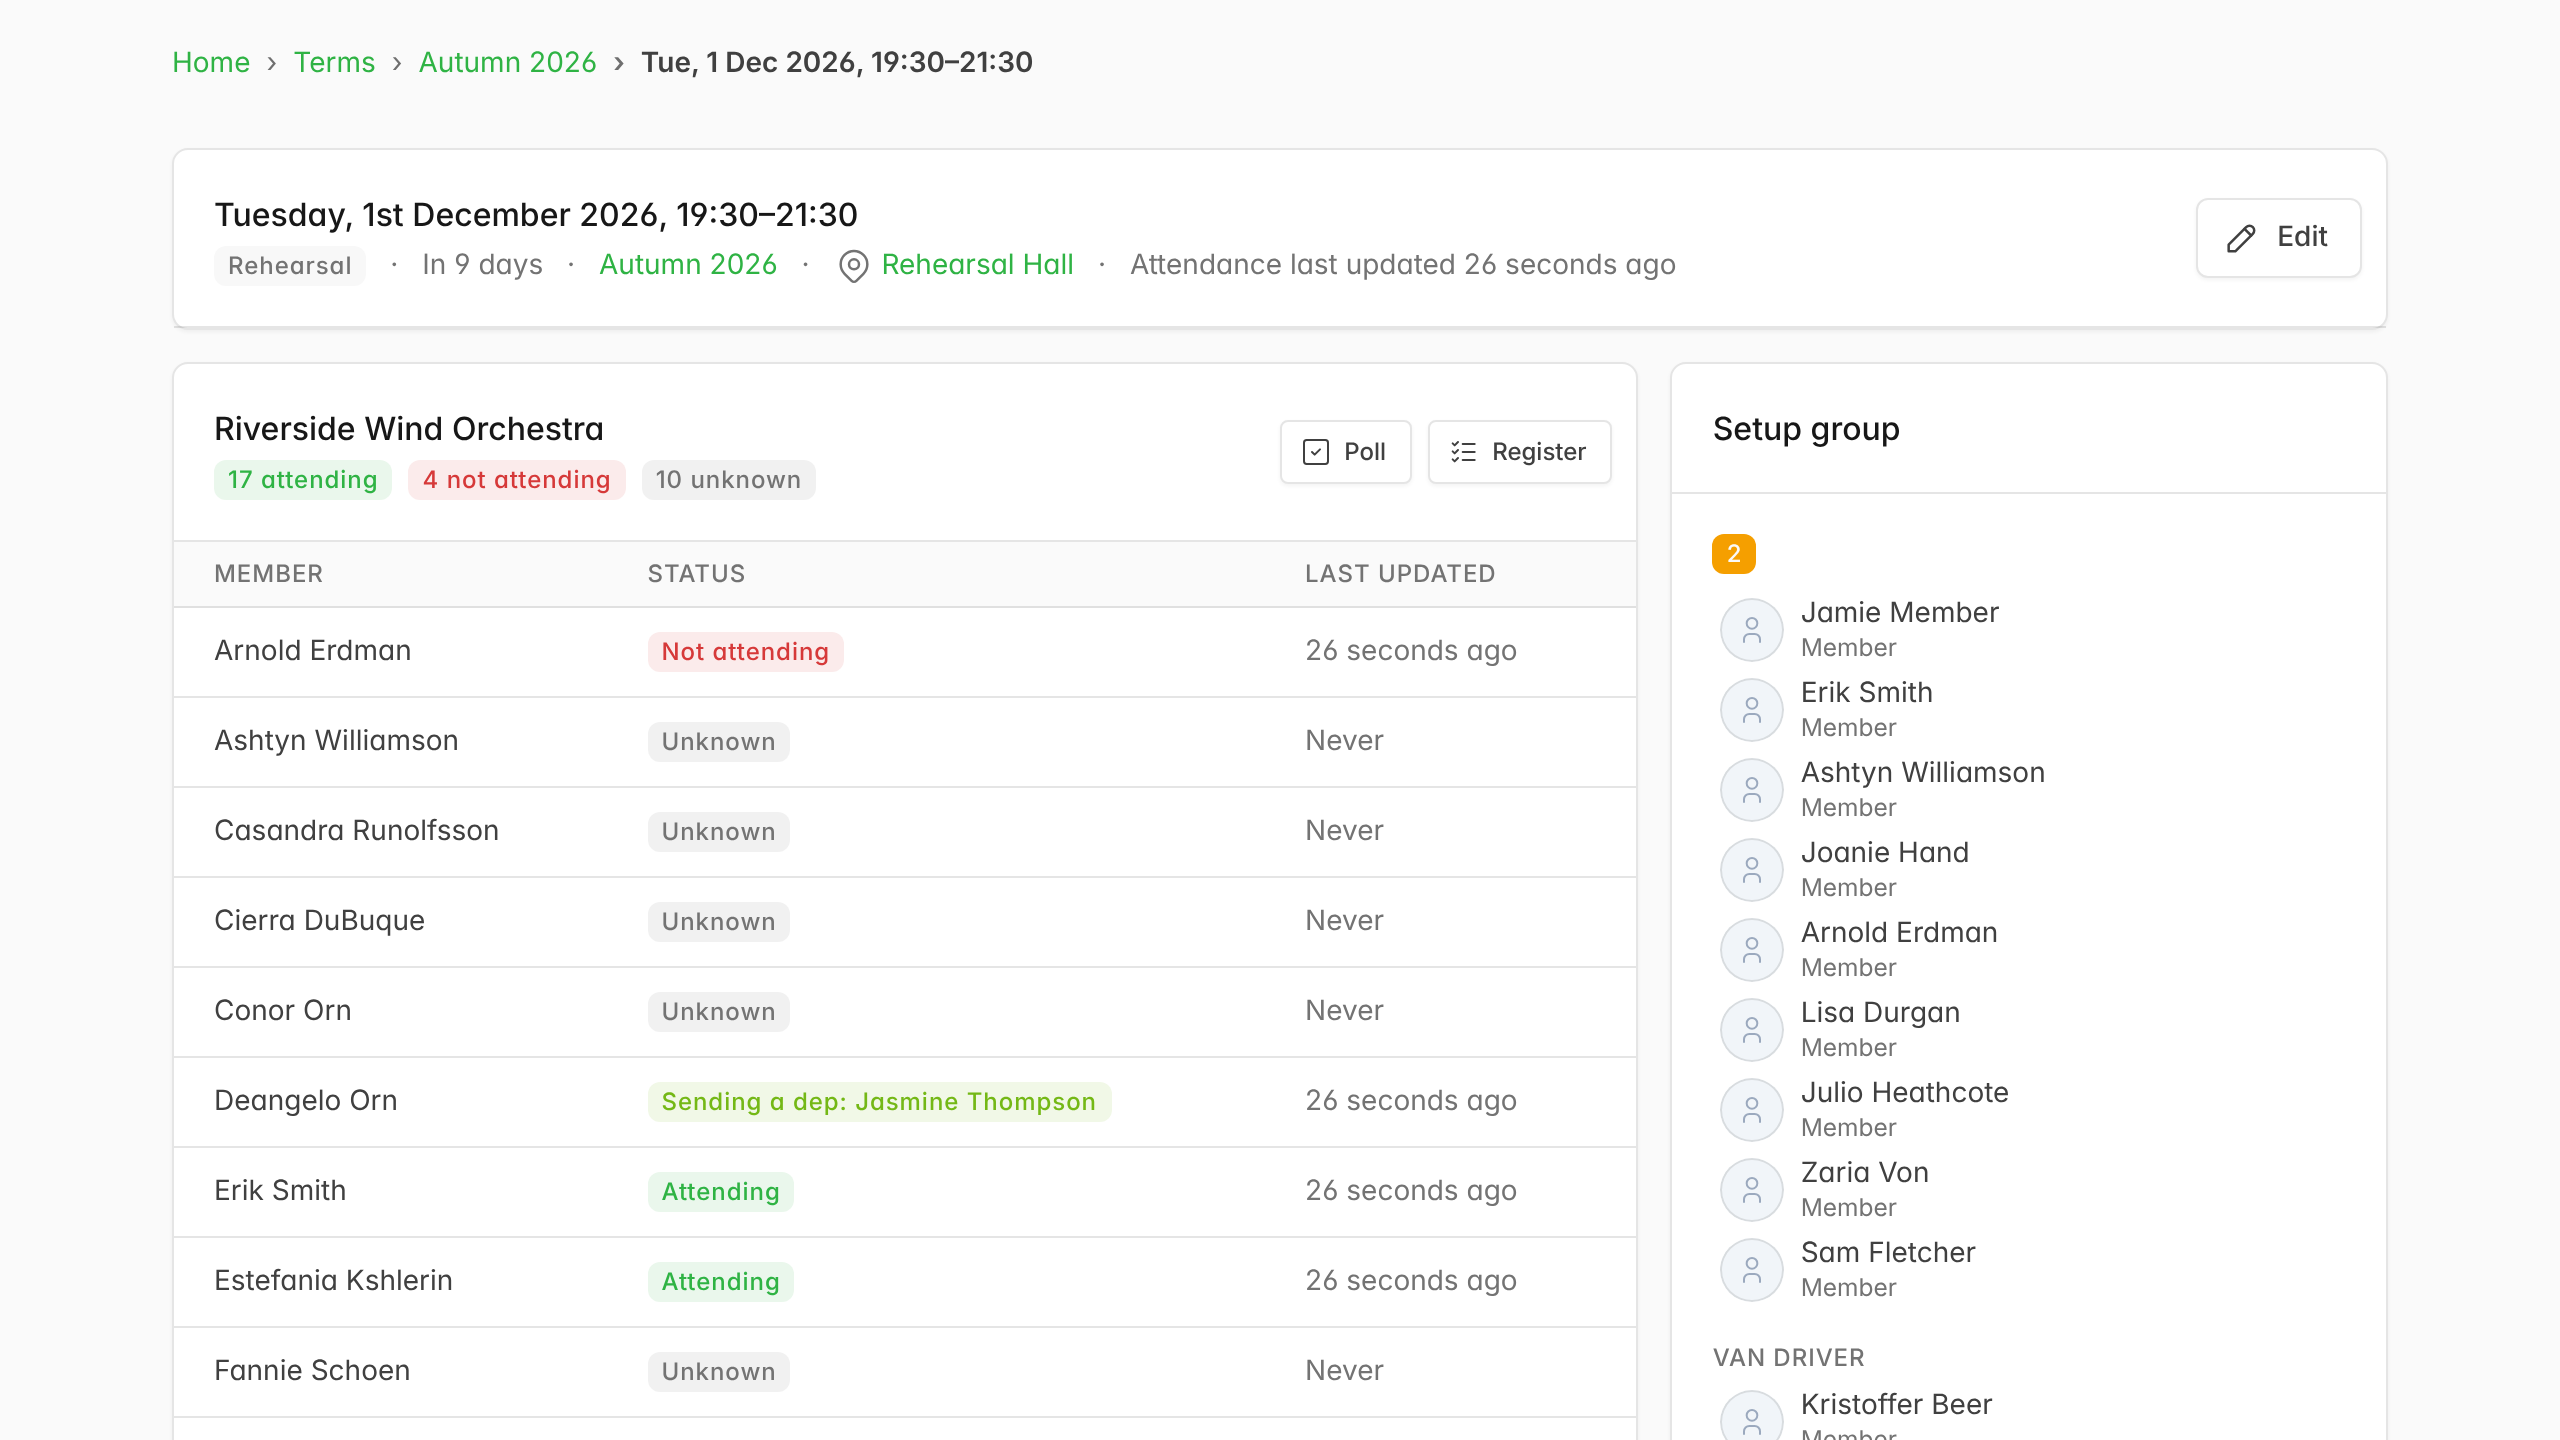 Home › Terms › Autumn 2026 › Tue, 1 Dec 2026, 19:30–21:30
Tuesday, 1st December 2026, 19:30–21:30
Rehearsal · In 9 days · Autumn 2026 · Rehearsal Hall · Attendance last updated 26 seconds ago
Edit
Riverside Wind Orchestra
17 attending 4 not attending 10 unknown
Poll
Register
MEMBER STATUS LAST UPDATED
Arnold Erdman Not attending 26 seconds ago
Ashtyn Williamson Unknown Never
Casandra Runolfsson Unknown Never
Cierra DuBuque Unknown Never
Conor Orn Unknown Never
Deangelo Orn Sending a dep: Jasmine Thompson 26 seconds ago
Erik Smith Attending 26 seconds ago
Estefania Kshlerin Attending 26 seconds ago
Fannie Schoen Unknown Never
Setup group
2
Jamie Member
Member
Erik Smith
Member
Ashtyn Williamson
Member
Joanie Hand
Member
Arnold Erdman
Member
Lisa Durgan
Member
Julio Heathcote
Member
Zaria Von
Member
Sam Fletcher
Member
VAN DRIVER
Kristoffer Beer
Member